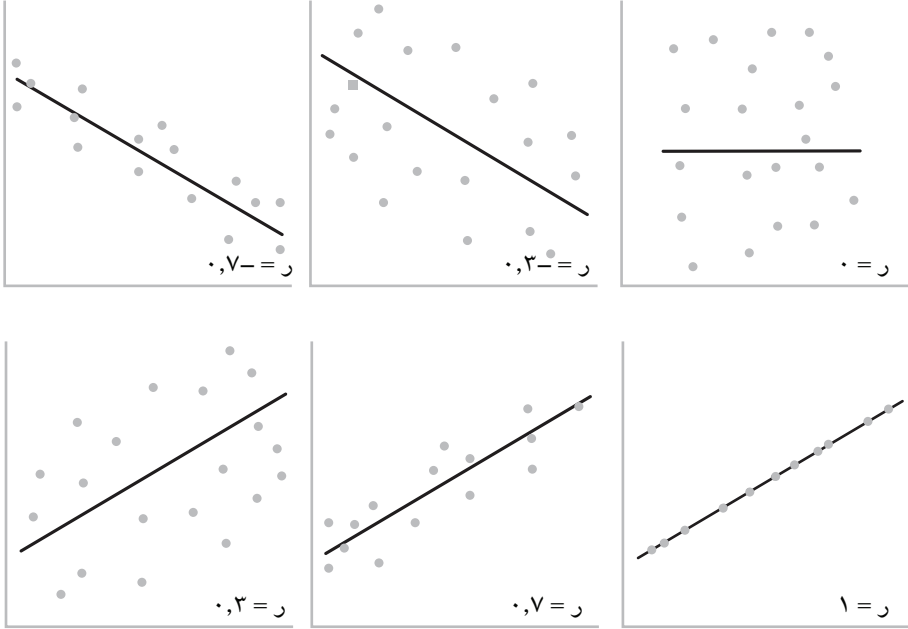 ر = ٠
ر = –٠,٣
ر = –٠,٧
ر = ١
ر = ٠,٧
ر = ٠,٣